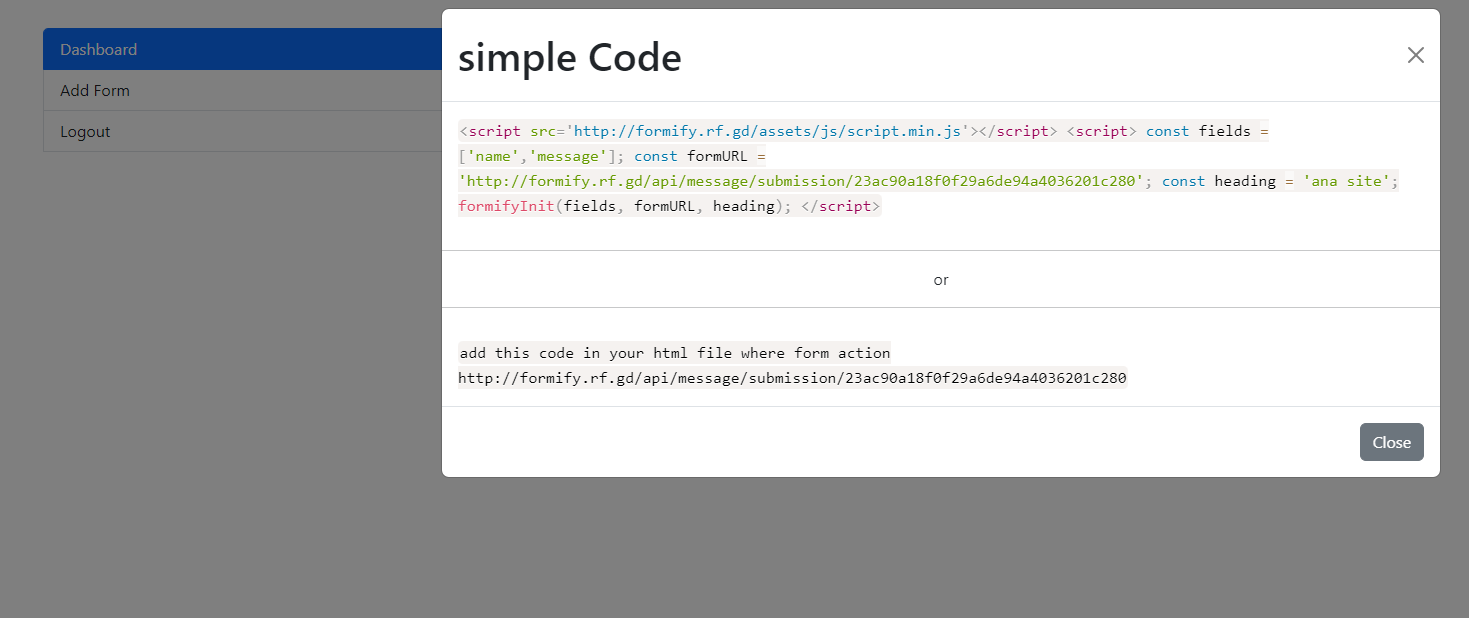 Dashboard
Add Form
Logout
simple Code
<script src='http://formify.rf.gd/assets/js/script.min.js'></script> <script> const fields =
['name','message']; const formURL =
'http://formify.rf.gd/api/message/submission/23ac90a18f0f29a6de94a4036201c280'; const heading = 'ana site';
formifyInit(fields, formURL, heading); </script>
or
add this code in your html file where form action
http://formify.rf.gd/api/message/submission/23ac90a18f0f29a6de94a4036201c280
Close